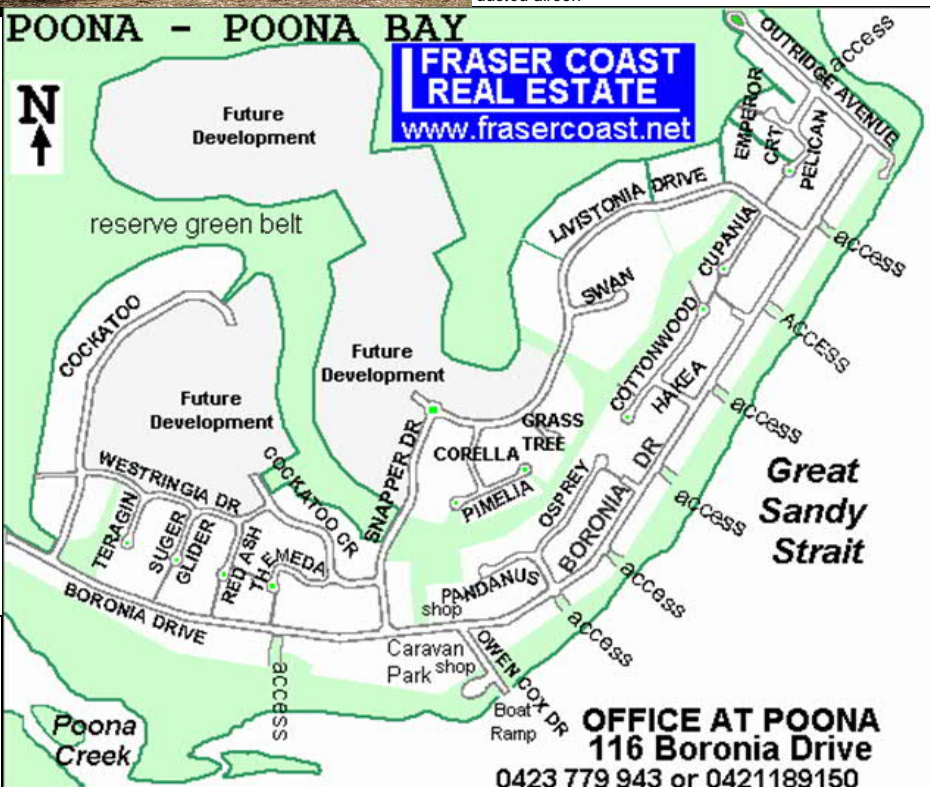 POONA - POONA BAY
FRASER COAST
REAL ESTATE
www.frasercoast.net
N
OUTRIDGE AVENUE
access
EMPEROR
CRT
PELICAN
Future
Development
reserve green belt
LIVISTONIA DRIVE
CUPANIA
access
SWAN
COCKATOO
COTTONWOOD
ACCESS
Future
Development
HAKEA
access
Future
Development
GRASS
TREE
CORELLA
SNAPPER DR
PIMELIA
OSPREY
BORONIA DR
access
Great
Sandy
Strait
WESTRINGIA DR
COCKATOO CR
TERAGIN
SUGER
GLIDER
RED ASH
THEMEDA
PANDANUS
access
shop
access
BORONIA DRIVE
Caravan
Park
shop
OWEN COX DR
access
Boat
Ramp
Poona
Creek
OFFICE AT POONA
116 Boronia Drive
0423 779 943 or 0421189150